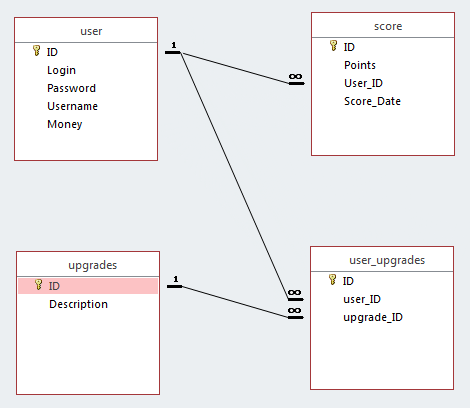 user
ID
Login
Password
Username
Money
score
ID
Points
User_ID
Score_Date
1
∞
upgrades
ID
Description
user_upgrades
ID
user_ID
upgrade_ID
1
∞
∞